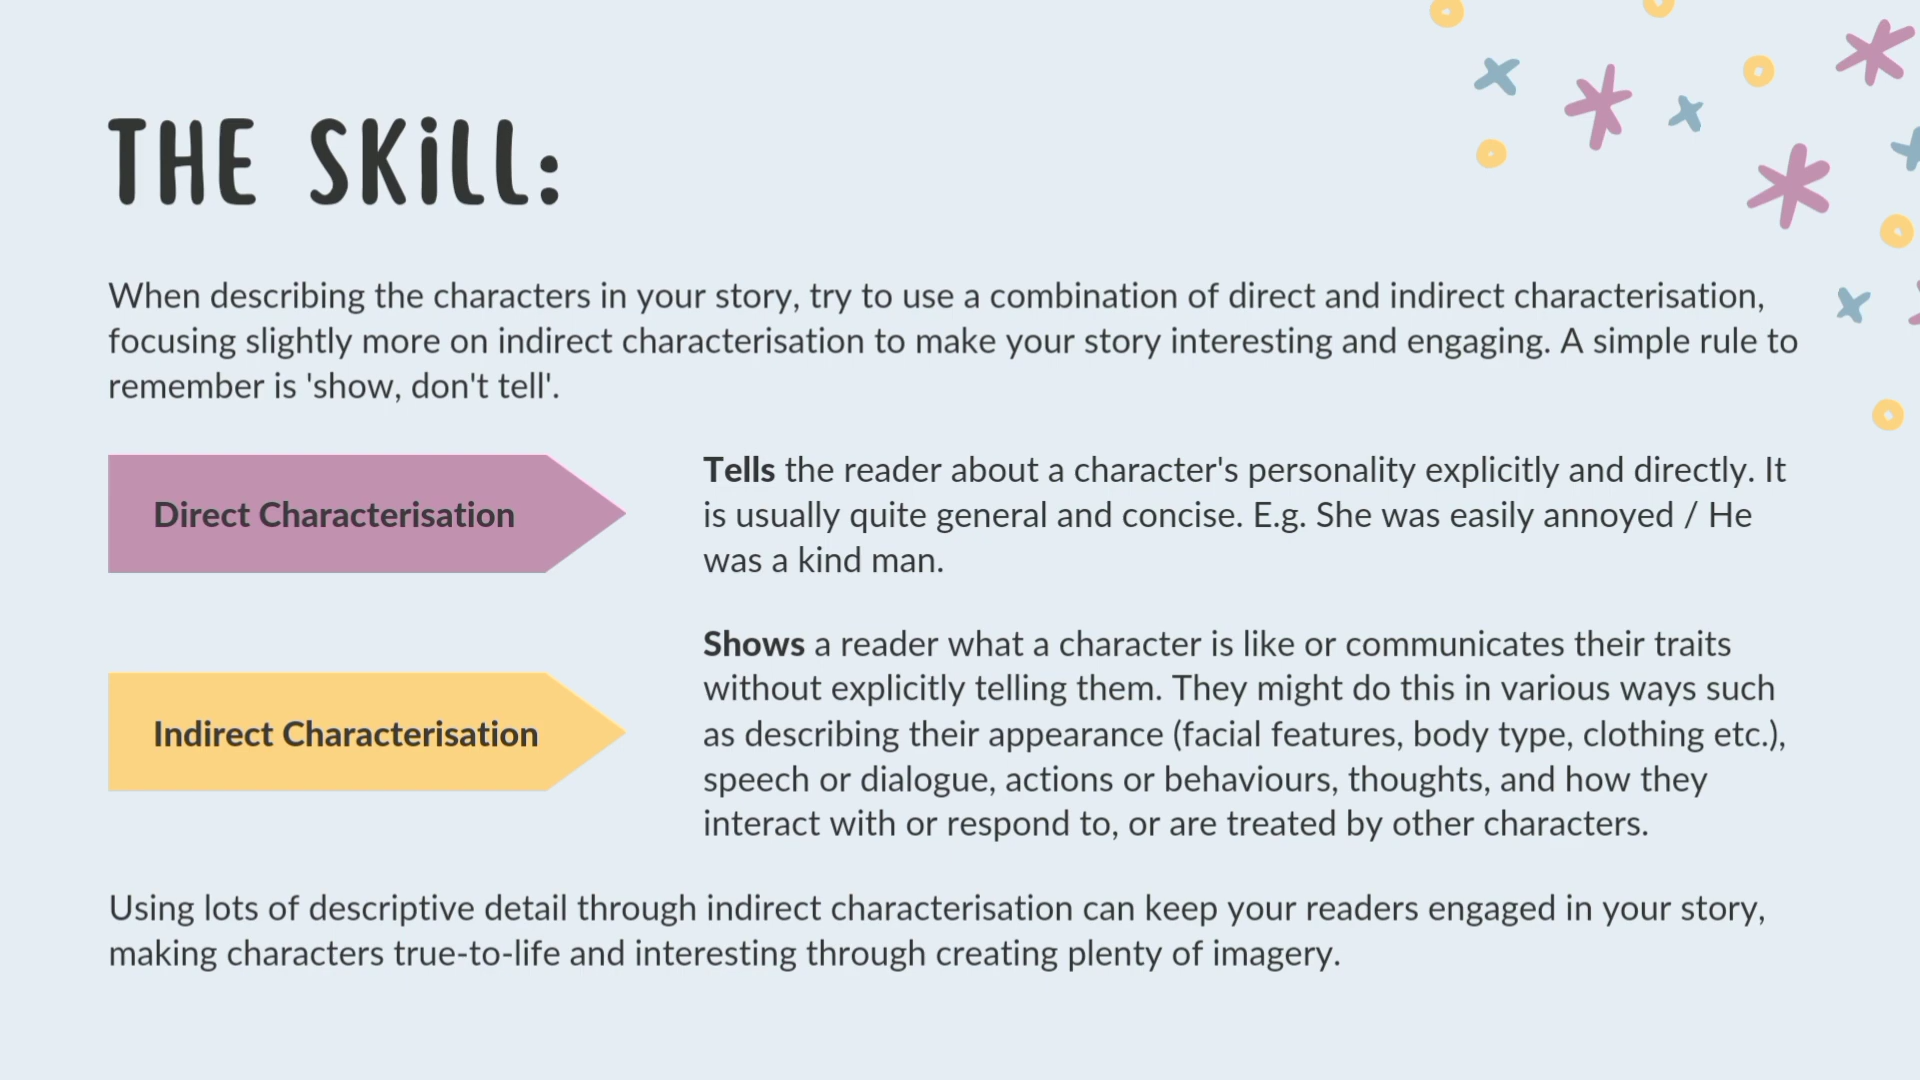 THE SKiLL:
When describing the characters in your story, try to use a combination of direct and indirect characterisation,
focusing slightly more on indirect characterisation to make your story interesting and engaging. A simple rule to
remember is 'show, don't tell'.
Direct Characterisation
Tells the reader about a character's personality explicitly and directly. It
is usually quite general and concise. E.g. She was easily annoyed / He
was a kind man.
Indirect Characterisation
Shows a reader what a character is like or communicates their traits
without explicitly telling them. They might do this in various ways such
as describing their appearance (facial features, body type, clothing etc.),
speech or dialogue, actions or behaviours, thoughts, and how they
interact with or respond to, or are treated by other characters.
Using lots of descriptive detail through indirect characterisation can keep your readers engaged in your story,
making characters true-to-life and interesting through creating plenty of imagery.